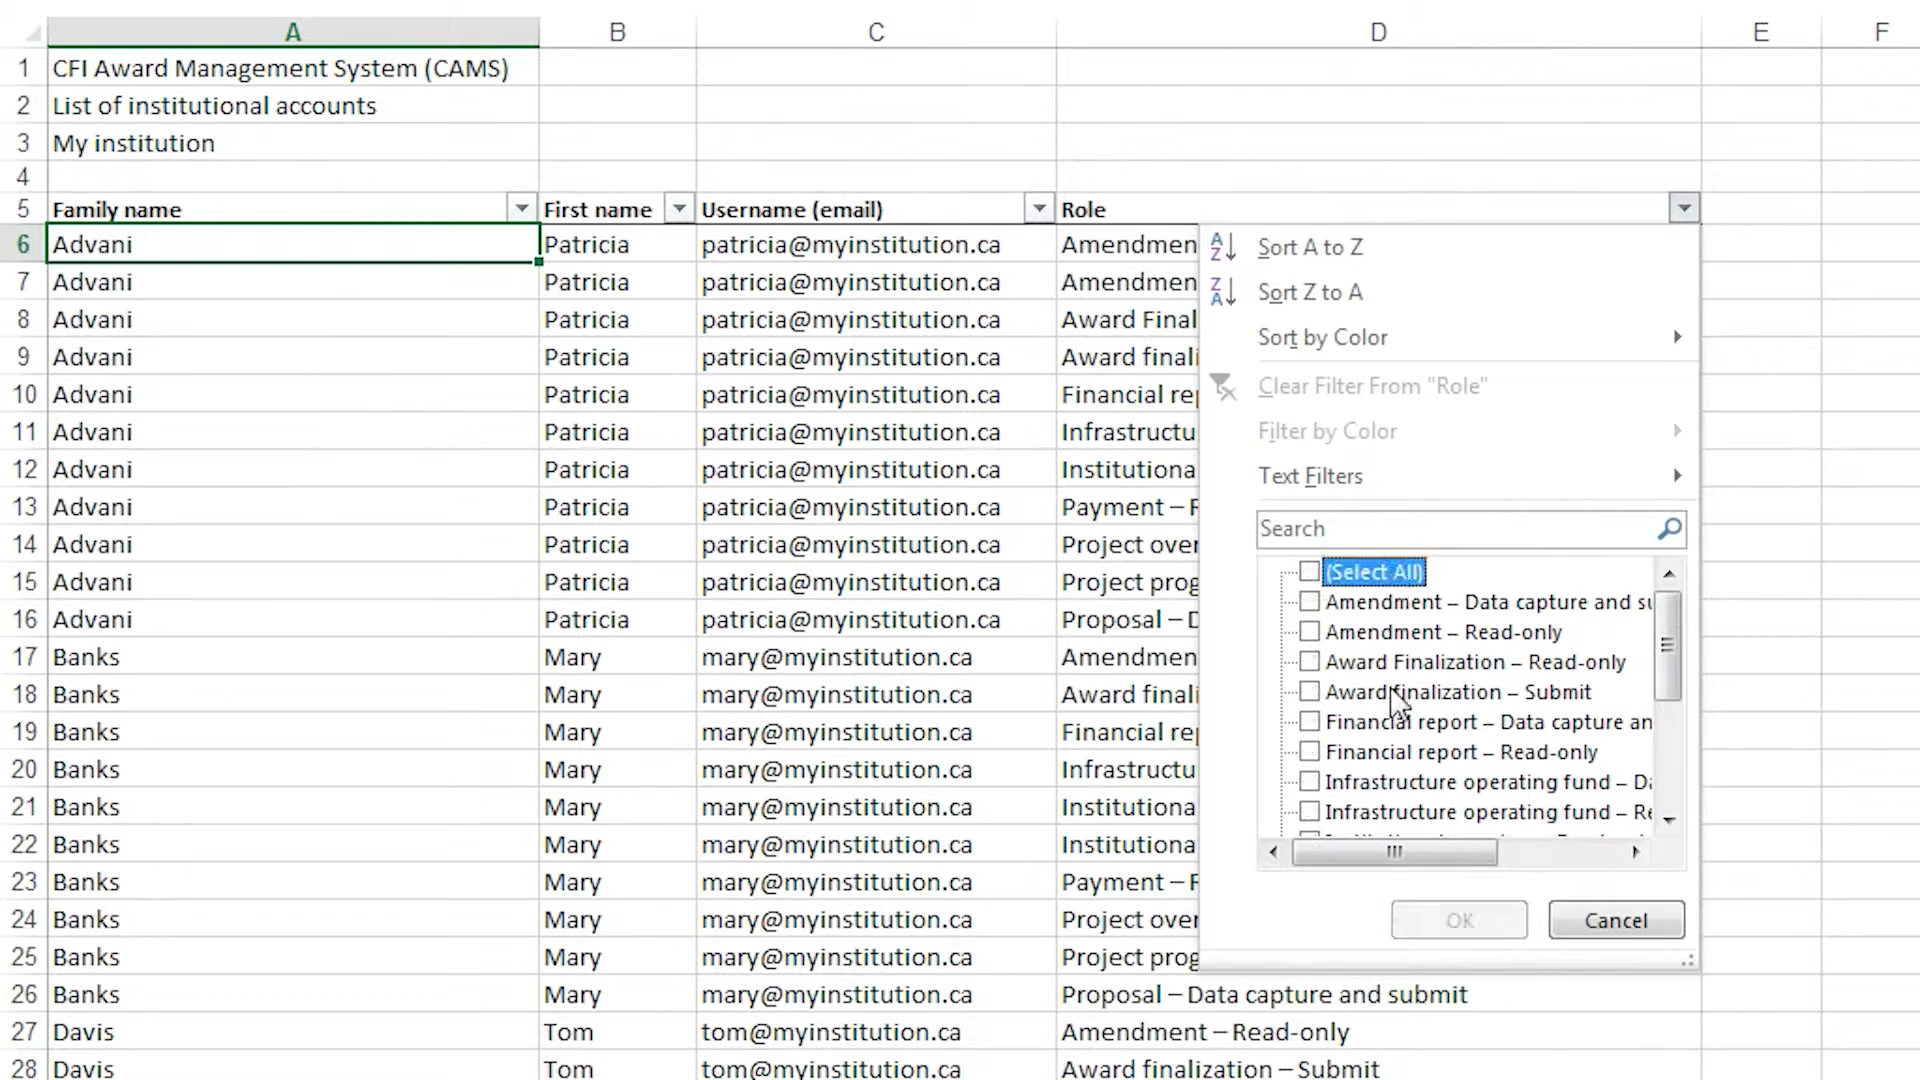 A B C D E F
1 CFI Award Management System (CAMS)
2 List of institutional accounts
3 My institution
4
5 Family name First name Username (email) Role
6 Advani Patricia patricia@myinstitution.ca Amendmen
7 Advani Patricia patricia@myinstitution.ca Amendmen
8 Advani Patricia patricia@myinstitution.ca Award Final
9 Advani Patricia patricia@myinstitution.ca Award finali
10 Advani Patricia patricia@myinstitution.ca Financial re
11 Advani Patricia patricia@myinstitution.ca Infrastructu
12 Advani Patricia patricia@myinstitution.ca Institutiona
13 Advani Patricia patricia@myinstitution.ca Payment –
14 Advani Patricia patricia@myinstitution.ca Project over
15 Advani Patricia patricia@myinstitution.ca Project prog
16 Advani Patricia patricia@myinstitution.ca Proposal –
17 Banks Mary mary@myinstitution.ca Amendmen
18 Banks Mary mary@myinstitution.ca Award finali
19 Banks Mary mary@myinstitution.ca Financial re
20 Banks Mary mary@myinstitution.ca Infrastructu
21 Banks Mary mary@myinstitution.ca Institutiona
22 Banks Mary mary@myinstitution.ca Institutiona
23 Banks Mary mary@myinstitution.ca Payment –
24 Banks Mary mary@myinstitution.ca Project over
25 Banks Mary mary@myinstitution.ca Project prog
26 Banks Mary mary@myinstitution.ca Proposal – Data capture and submit
27 Davis Tom tom@myinstitution.ca Amendment – Read-only
28 Davis Tom tom@myinstitution.ca Award finalization – Submit
Sort A to Z
Sort Z to A
Sort by Color
Clear Filter From "Role"
Filter by Color
Text Filters
Search
(Select All)
Amendment – Data capture and su
Amendment – Read-only
Award Finalization – Read-only
Award finalization – Submit
Financial report – Data capture an
Financial report – Read-only
Infrastructure operating fund – Da
Infrastructure operating fund – Re
OK Cancel